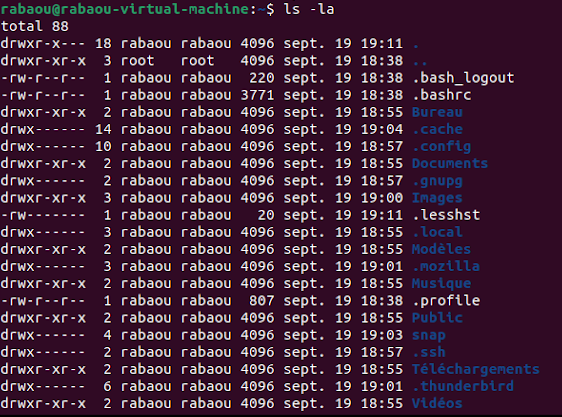 rabaou@rabaou-virtual-machine:~$ ls -la
total 88
drwxr-x--- 18 rabaou rabaou 4096 sept. 19 19:11 .
drwxr-xr-x  3 root   root   4096 sept. 19 18:38 ..
-rw-r--r--  1 rabaou rabaou  220 sept. 19 18:38 .bash_logout
-rw-r--r--  1 rabaou rabaou 3771 sept. 19 18:38 .bashrc
drwxr-xr-x  2 rabaou rabaou 4096 sept. 19 18:55 Bureau
drwx------ 14 rabaou rabaou 4096 sept. 19 19:04 .cache
drwx------ 10 rabaou rabaou 4096 sept. 19 18:57 .config
drwxr-xr-x  2 rabaou rabaou 4096 sept. 19 18:55 Documents
drwx------  2 rabaou rabaou 4096 sept. 19 18:57 .gnupg
drwxr-xr-x  3 rabaou rabaou 4096 sept. 19 19:00 Images
-rw-------  1 rabaou rabaou   20 sept. 19 19:11 .lesshst
drwx------  3 rabaou rabaou 4096 sept. 19 18:55 .local
drwxr-xr-x  2 rabaou rabaou 4096 sept. 19 18:55 Modèles
drwx------  3 rabaou rabaou 4096 sept. 19 19:01 .mozilla
drwxr-xr-x  2 rabaou rabaou 4096 sept. 19 18:55 Musique
-rw-r--r--  1 rabaou rabaou  807 sept. 19 18:38 .profile
drwxr-xr-x  2 rabaou rabaou 4096 sept. 19 18:55 Public
drwx------  4 rabaou rabaou 4096 sept. 19 19:03 snap
drwx------  2 rabaou rabaou 4096 sept. 19 18:57 .ssh
drwxr-xr-x  2 rabaou rabaou 4096 sept. 19 18:55 Téléchargements
drwx------  6 rabaou rabaou 4096 sept. 19 19:01 .thunderbird
drwxr-xr-x  2 rabaou rabaou 4096 sept. 19 18:55 Vidéos